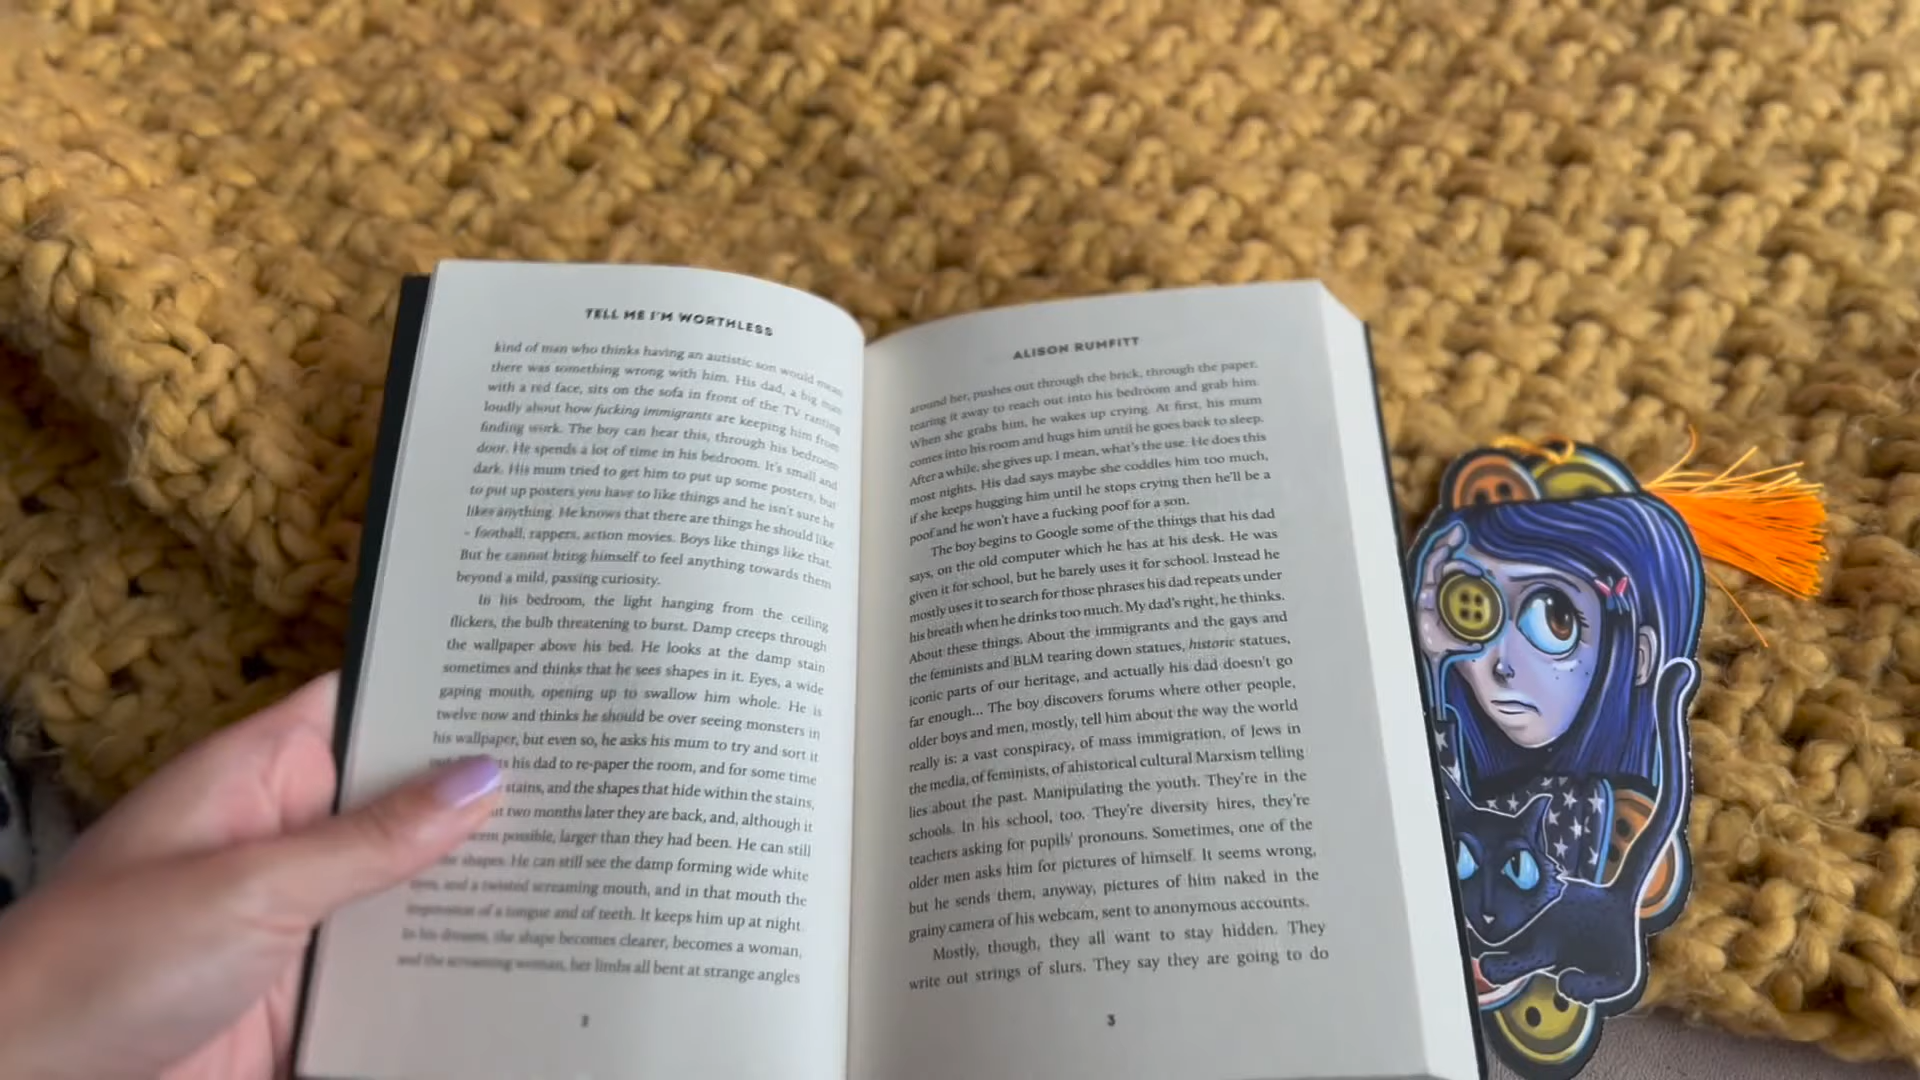 TELL ME I'M WORTHLESS
kind of man who thinks having an autistic son would mean
there was something wrong with him. His dad, a big man
with a red face, sits on the sofa in front of the TV ranting
loudly about how fucking immigrants are keeping him from
finding work. The boy can hear this, through his bedroom
door. He spends a lot of time in his bedroom. It's small and
dark. His mum tried to get him to put up some posters, but
to put up posters you have to like things and he isn't sure he
likes anything. He knows that there are things he should like
– football, rappers, action movies. Boys like things like that.
But he cannot bring himself to feel anything towards them
beyond a mild, passing curiosity.
In his bedroom, the light hanging from the ceiling
flickers, the bulb threatening to burst. Damp creeps through
the wallpaper above his bed. He looks at the damp stain
sometimes and thinks that he sees shapes in it. Eyes, a wide
gaping mouth, opening up to swallow him whole. He is
twelve now and thinks he should be over seeing monsters in
his wallpaper, but even so, he asks his mum to try and sort it
his dad to re-paper the room, and for some time
stains, and the shapes that hide within the stains,
two months later they are back, and, although it
possible, larger than they had been. He can still
shapes. He can still see the damp forming wide white
eyes, and a twisted screaming mouth, and in that mouth the
impression of a tongue and of teeth. It keeps him up at night.
In his dreams, the shape becomes clearer, becomes a woman,
and the screaming woman, her limbs all bent at strange angles
2
ALISON RUMFITT
around her, pushes out through the brick, through the paper,
tearing it away to reach out into his bedroom and grab him.
When she grabs him, he wakes up crying. At first, his mum
comes into his room and hugs him until he goes back to sleep.
After a while, she gives up. I mean, what's the use. He does this
most nights. His dad says maybe she coddles him too much,
if she keeps hugging him until he stops crying then he'll be a
poof and he won't have a fucking poof for a son.
The boy begins to Google some of the things that his dad
says, on the old computer which he has at his desk. He was
given it for school, but he barely uses it for school. Instead he
mostly uses it to search for those phrases his dad repeats under
his breath when he drinks too much. My dad's right, he thinks.
About these things. About the immigrants and the gays and
the feminists and BLM tearing down statues, historic statues,
iconic parts of our heritage, and actually his dad doesn't go
far enough... The boy discovers forums where other people,
older boys and men, mostly, tell him about the way the world
really is: a vast conspiracy, of mass immigration, of Jews in
the media, of feminists, of ahistorical cultural Marxism telling
lies about the past. Manipulating the youth. They're in the
schools. In his school, too. They're diversity hires, they're
teachers asking for pupils' pronouns. Sometimes, one of the
older men asks him for pictures of himself. It seems wrong,
but he sends them, anyway, pictures of him naked in the
grainy camera of his webcam, sent to anonymous accounts.
Mostly, though, they all want to stay hidden. They
write out strings of slurs. They say they are going to do
3